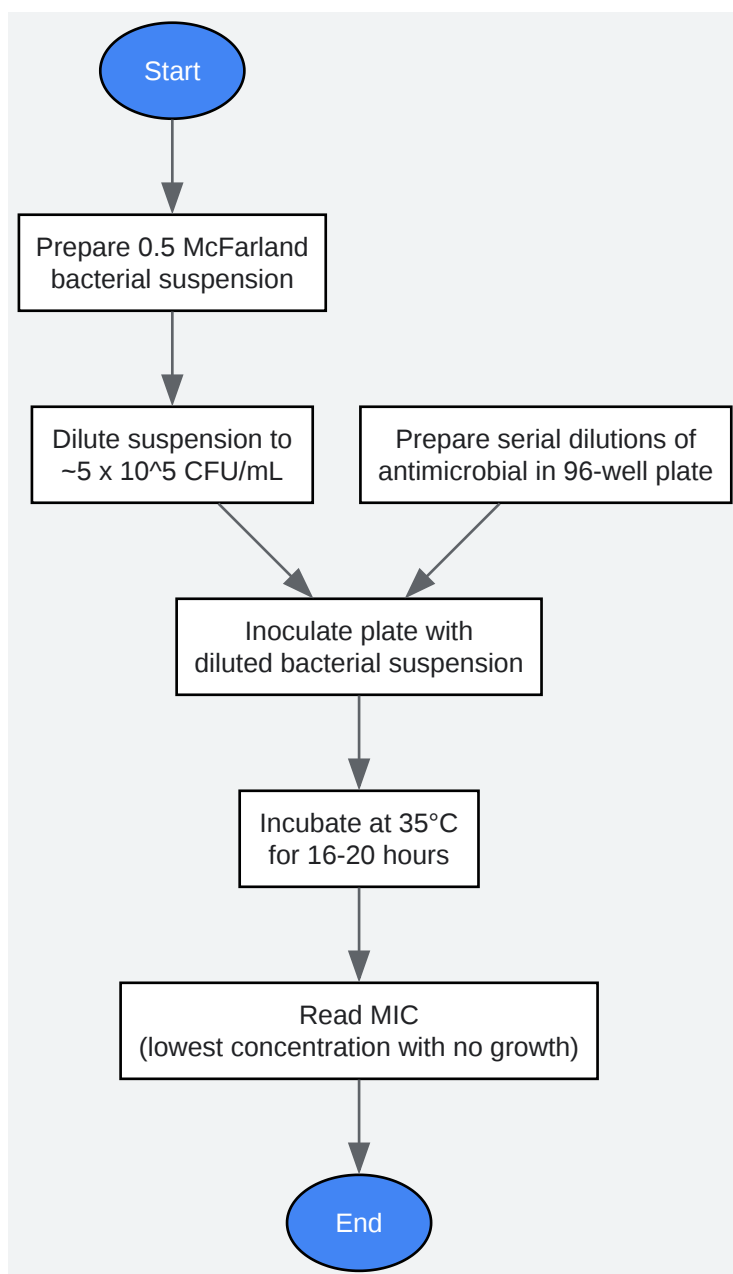 Start
Prepare 0.5 McFarland
bacterial suspension
Dilute suspension to
~5 x 10^5 CFU/mL
Prepare serial dilutions of
antimicrobial in 96-well plate
Inoculate plate with
diluted bacterial suspension
Incubate at 35°C
for 16-20 hours
Read MIC
(lowest concentration with no growth)
End